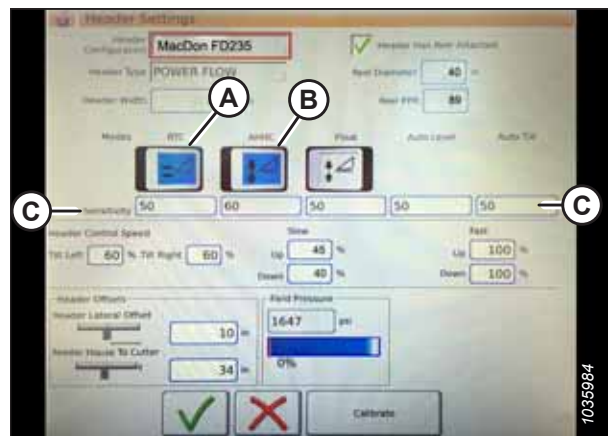 Header Settings
Header Configuration MacDon FD235 Header Has Reel Attached
Header Type POWER FLOW Reel Diameter 40 in
Header Width Reel PPR 89
A B
Modes RTC AHHC Float Auto Level Auto Tilt
C Sensitivity 50 60 50 50 50 C
Header Control Speed Slow Fast
Tilt Left 60 % Tilt Right 60 % Up 45 % Up 100 %
Down 40 % Down 100 %
Header Offsets Field Pressure
Header Lateral Offset 1647 psi
10 in
Feeder House To Cutter 0%
34 in
Calibrate
1035984